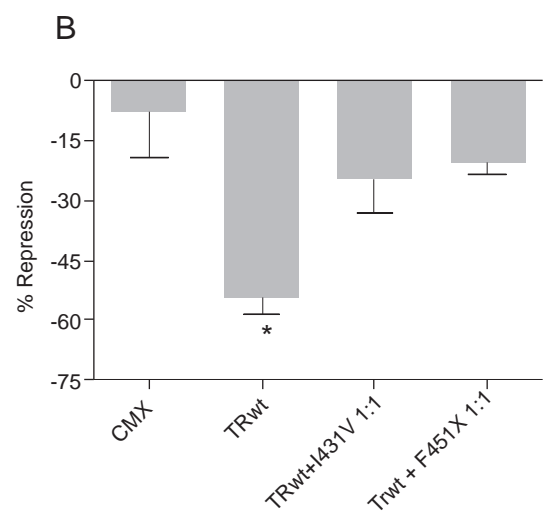 B
% Repression
0
-15
-30
-45
-60
-75
*
CMX
TRwt
TRwt+I431V 1:1
Trwt + F451X 1:1